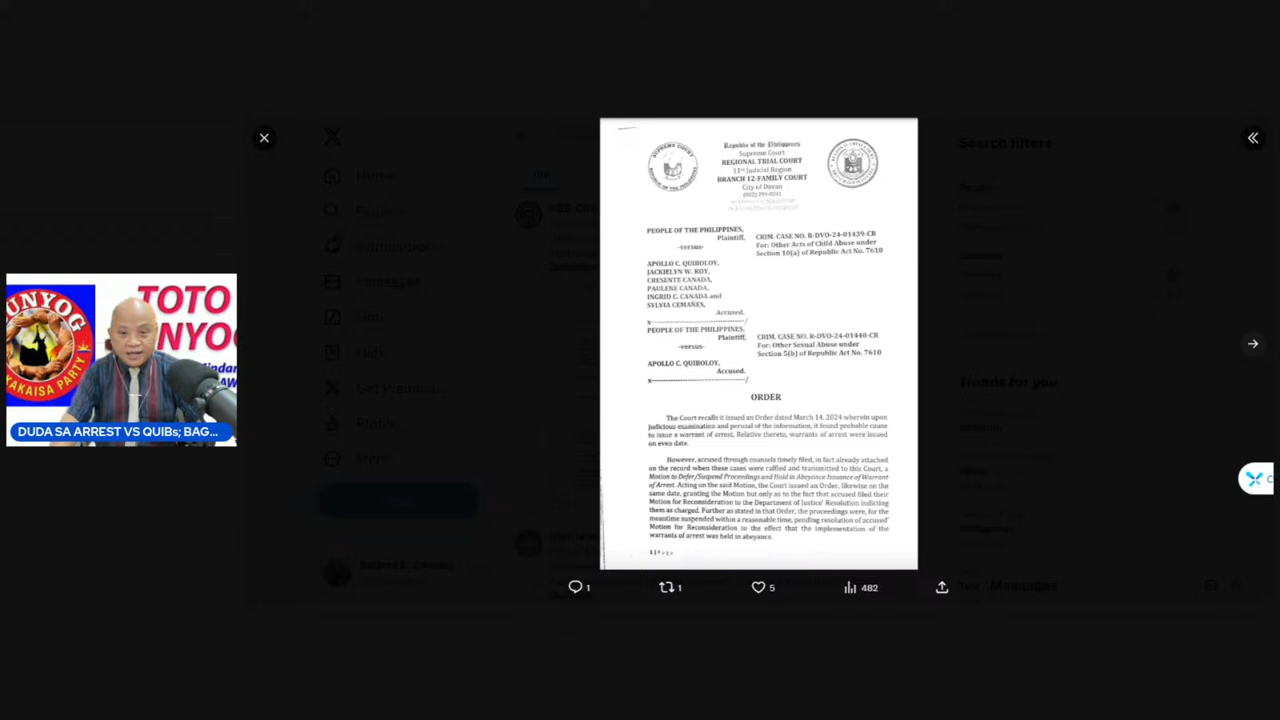 Republic of the Philippines
Supreme Court
REGIONAL TRIAL COURT
11th Judicial Region
BRANCH 12-FAMILY COURT
City of Davao
PEOPLE OF THE PHILIPPINES,
Plaintiff,
-versus-
APOLLO C. QUIBOLOY,
JACKIELYN W. ROY,
CRESENTE CANADA,
PAULENE CANADA,
INGRID C. CANADA and
SYLVIA CEMAÑES,
Accused.
x-----------------------------/
CRIM. CASE NO. R-DVO-24-01439-CR
For: Other Acts of Child Abuse under
Section 10(a) of Republic Act No. 7610
PEOPLE OF THE PHILIPPINES,
Plaintiff,
-versus-
APOLLO C. QUIBOLOY,
Accused.
x-----------------------------/
CRIM. CASE NO. R-DVO-24-01440-CR
For: Other Sexual Abuse under
Section 5(b) of Republic Act No. 7610
ORDER
The Court recalls it issued an Order dated March 14, 2024 wherein upon
judicious examination and perusal of the information, it found probable cause
to issue a warrant of arrest. Relative thereto, warrants of arrest were issued
on even date.
However, accused through counsels timely filed, in fact already attached
on the record when these cases were raffled and transmitted to this Court, a
Motion to Defer/Suspend Proceedings and Hold in Abeyance Issuance of Warrant
of Arrest. Acting on the said Motion, the Court issued an Order, likewise on the
same date, granting the Motion but only as to the fact that accused filed their
Motion for Reconsideration to the Department of Justice' Resolution indicting
them as charged. Further as stated in that Order, the proceedings were, for the
meantime suspended within a reasonable time, pending resolution of accused'
Motion for Reconsideration to the effect that the implementation of the
warrants of arrest was held in abeyance.
1 | Page
1
1
5
482
Home
Profile
Search filters
Trends for you
UNYOG
AKAISA PARTY
TOTO
NYOG
DUDA SA ARREST VS QUIBs; BAG...